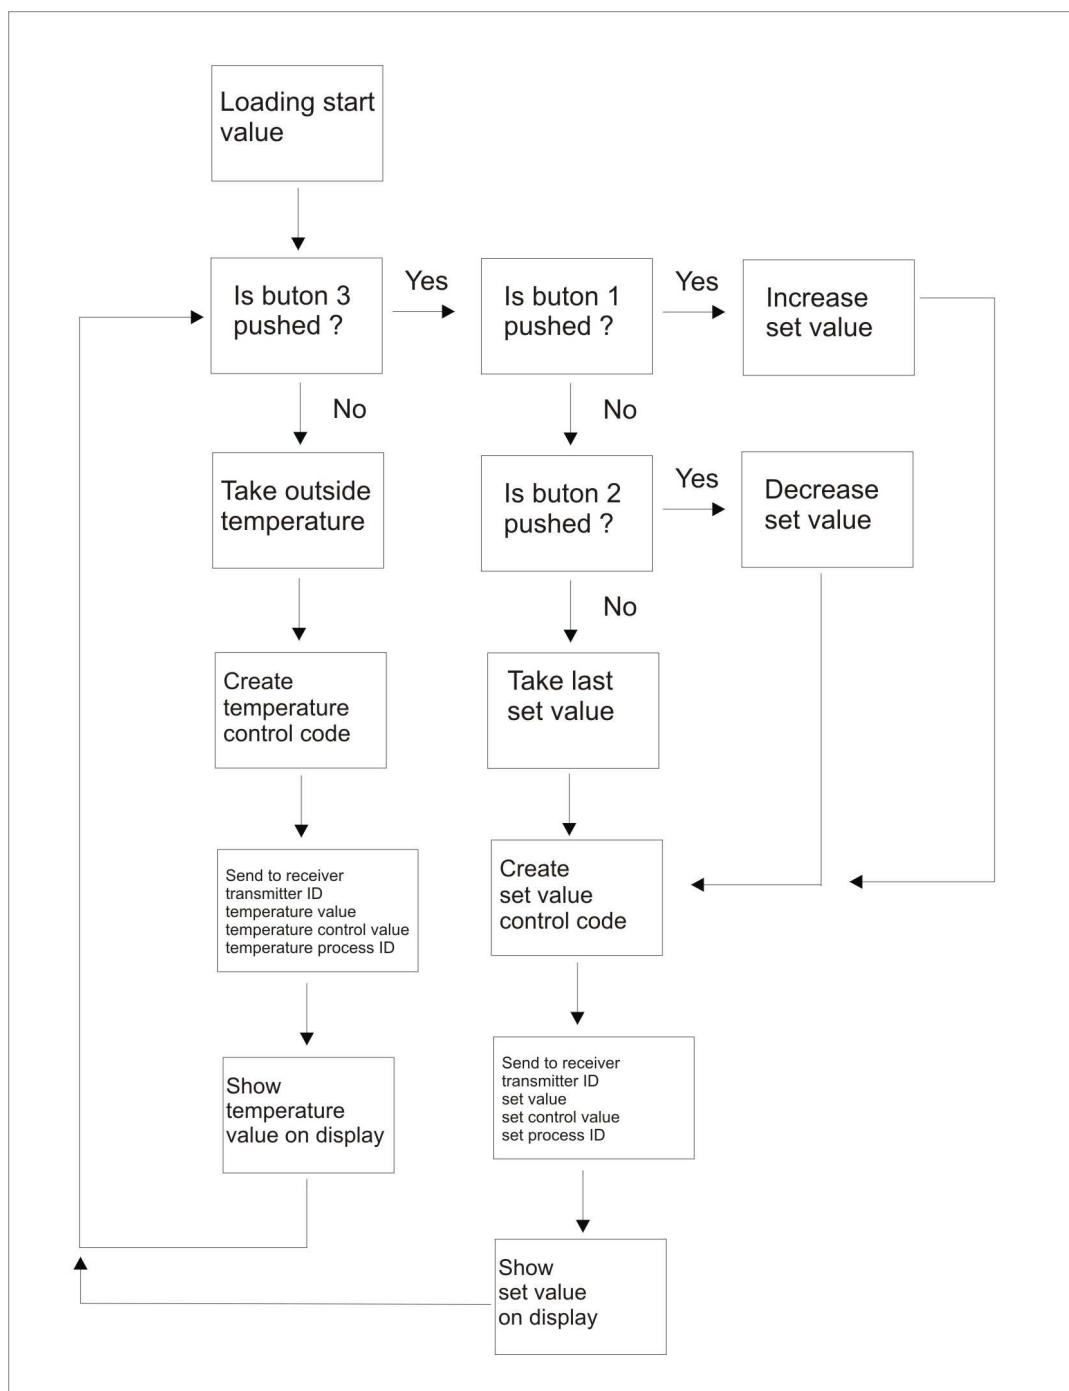 Loading start
value
Is buton 3
pushed ?
Yes
Is buton 1
pushed ?
Yes
Increase
set value
No
No
Take outside
temperature
Is buton 2
pushed ?
Yes
Decrease
set value
No
Create
temperature
control code
Take last
set value
Send to receiver
transmitter ID
temperature value
temperature control value
temperature process ID
Create
set value
control code
Show
temperature
value on display
Send to receiver
transmitter ID
set value
set control value
set process ID
Show
set value
on display